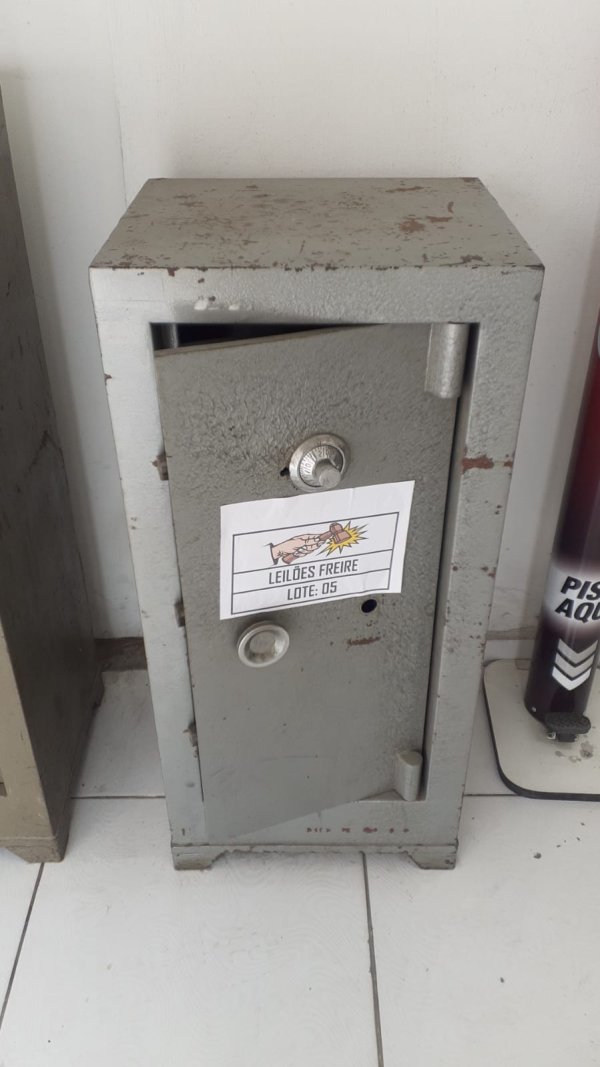 LEILÕES FREIRE
LOTE: 05
PIS
AQU